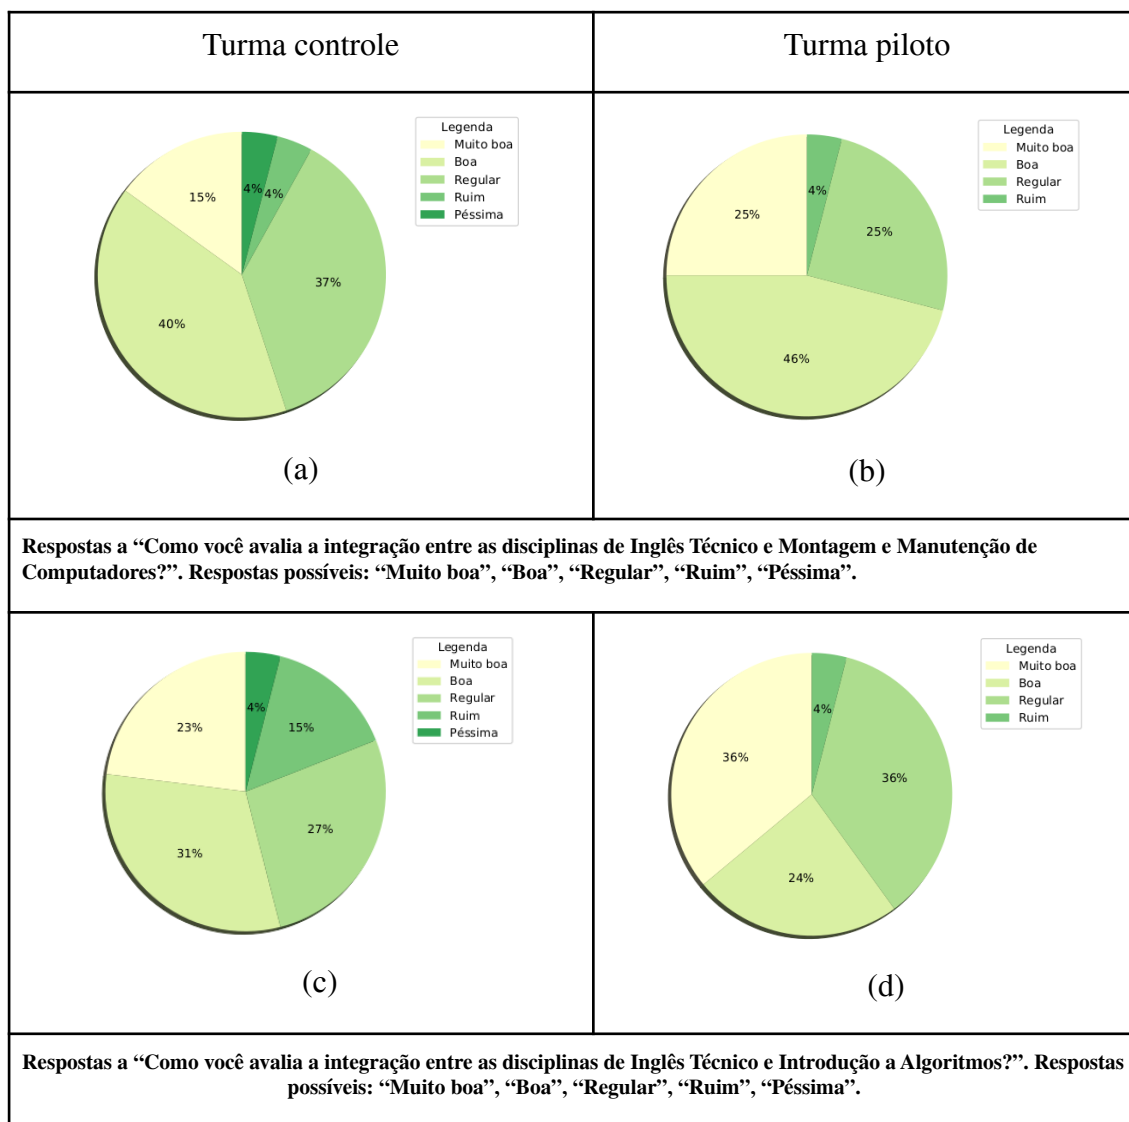 Turma controle
Turma piloto
Legenda
Muito boa
Boa
Regular
Ruim
Péssima
4%
4%
15%
37%
40%
(a)
Legenda
Muito boa
Boa
Regular
Ruim
4%
25%
25%
46%
(b)
Respostas a “Como você avalia a integração entre as disciplinas de Inglês Técnico e Montagem e Manutenção de
Computadores?”. Respostas possíveis: “Muito boa”, “Boa”, “Regular”, “Ruim”, “Péssima”.
Legenda
Muito boa
Boa
Regular
Ruim
Péssima
4%
15%
23%
27%
31%
(c)
Legenda
Muito boa
Boa
Regular
Ruim
4%
36%
36%
24%
(d)
Respostas a “Como você avalia a integração entre as disciplinas de Inglês Técnico e Introdução a Algoritmos?”. Respostas
possíveis: “Muito boa”, “Boa”, “Regular”, “Ruim”, “Péssima”.